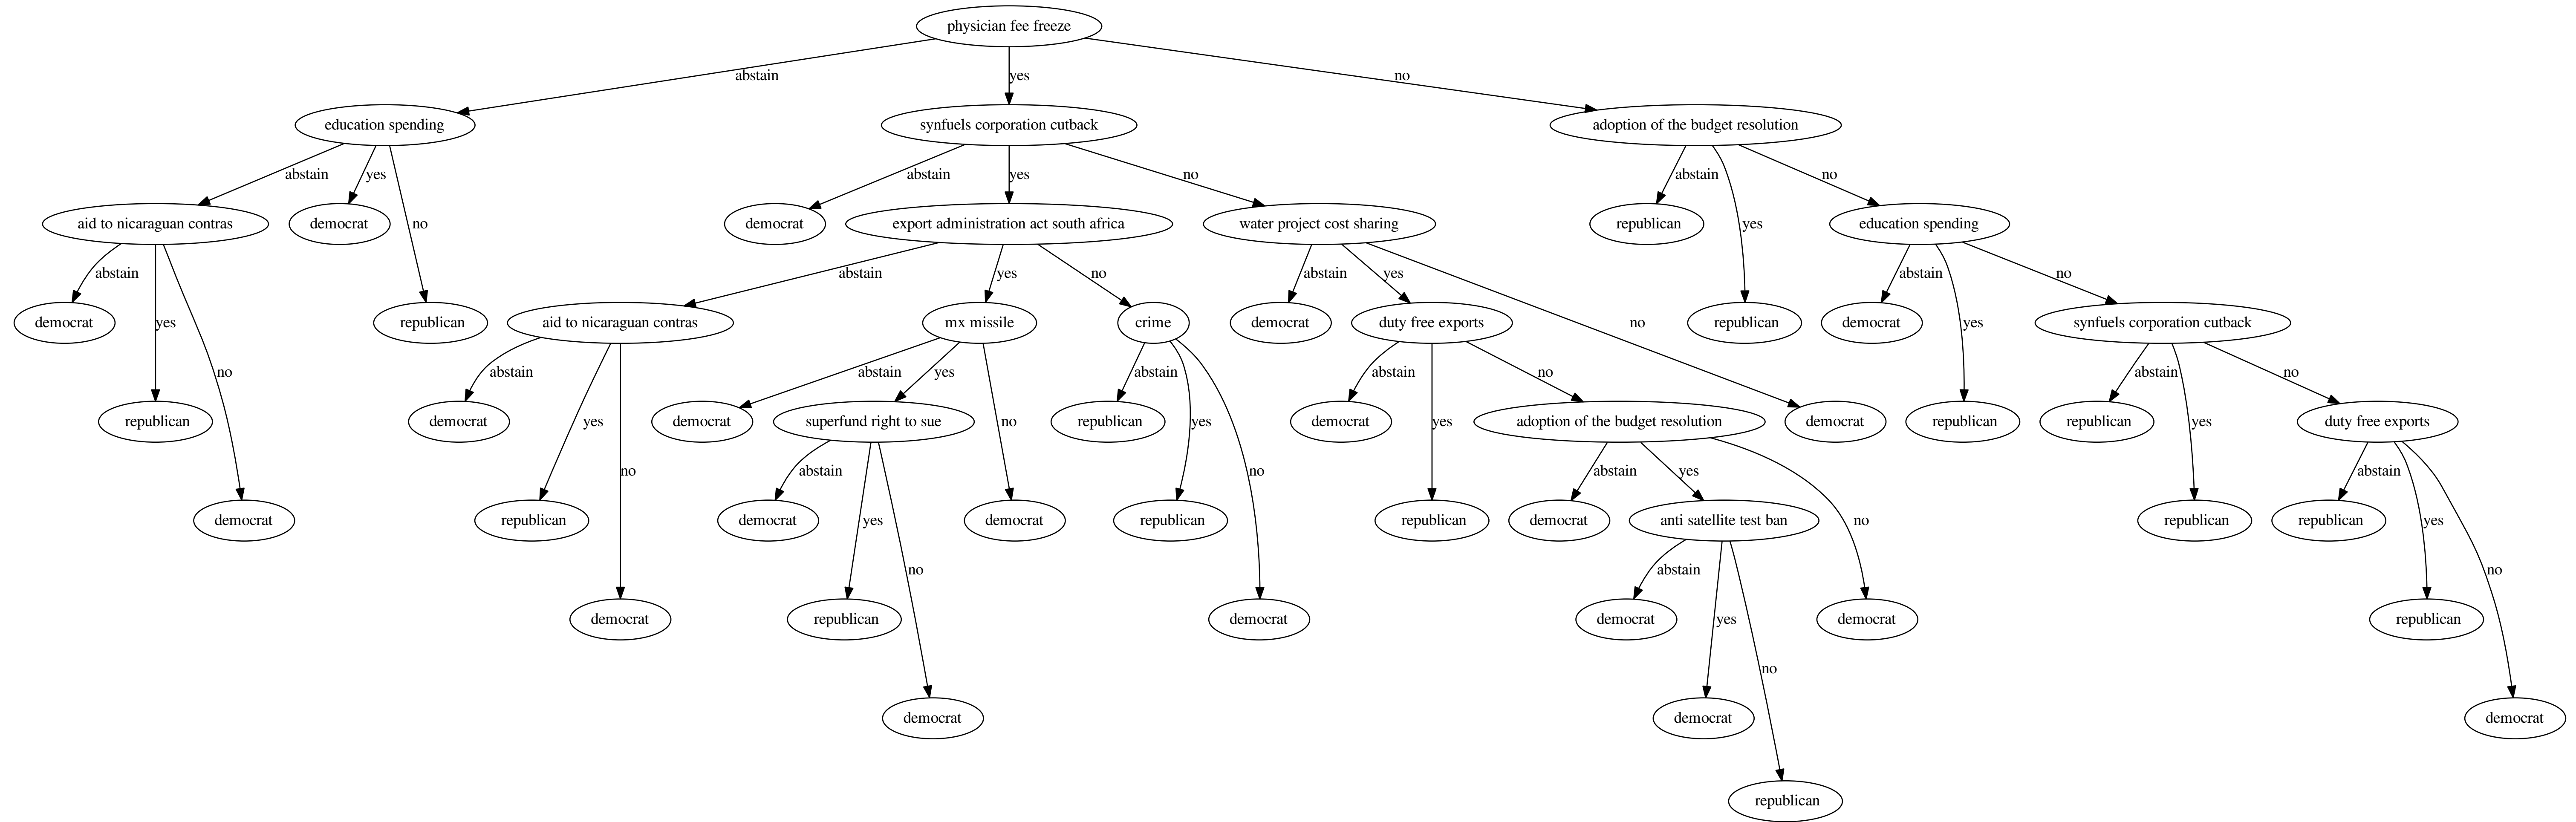 physician fee freeze
abstain
yes
no
education spending
synfuels corporation cutback
adoption of the budget resolution
abstain
yes
no
abstain
yes
no
abstain
yes
no
aid to nicaraguan contras
democrat
republican
democrat
export administration act south africa
water project cost sharing
republican
republican
education spending
abstain
yes
no
abstain
yes
no
abstain
yes
no
abstain
yes
no
democrat
republican
democrat
aid to nicaraguan contras
mx missile
crime
democrat
duty free exports
democrat
democrat
republican
synfuels corporation cutback
abstain
yes
no
abstain
yes
no
abstain
yes
no
abstain
yes
no
abstain
yes
no
democrat
republican
democrat
democrat
superfund right to sue
democrat
republican
republican
democrat
democrat
republican
adoption of the budget resolution
republican
republican
duty free exports
abstain
yes
no
abstain
yes
no
abstain
yes
no
democrat
republican
democrat
democrat
anti satellite test ban
democrat
republican
republican
democrat
abstain
yes
no
democrat
democrat
republican